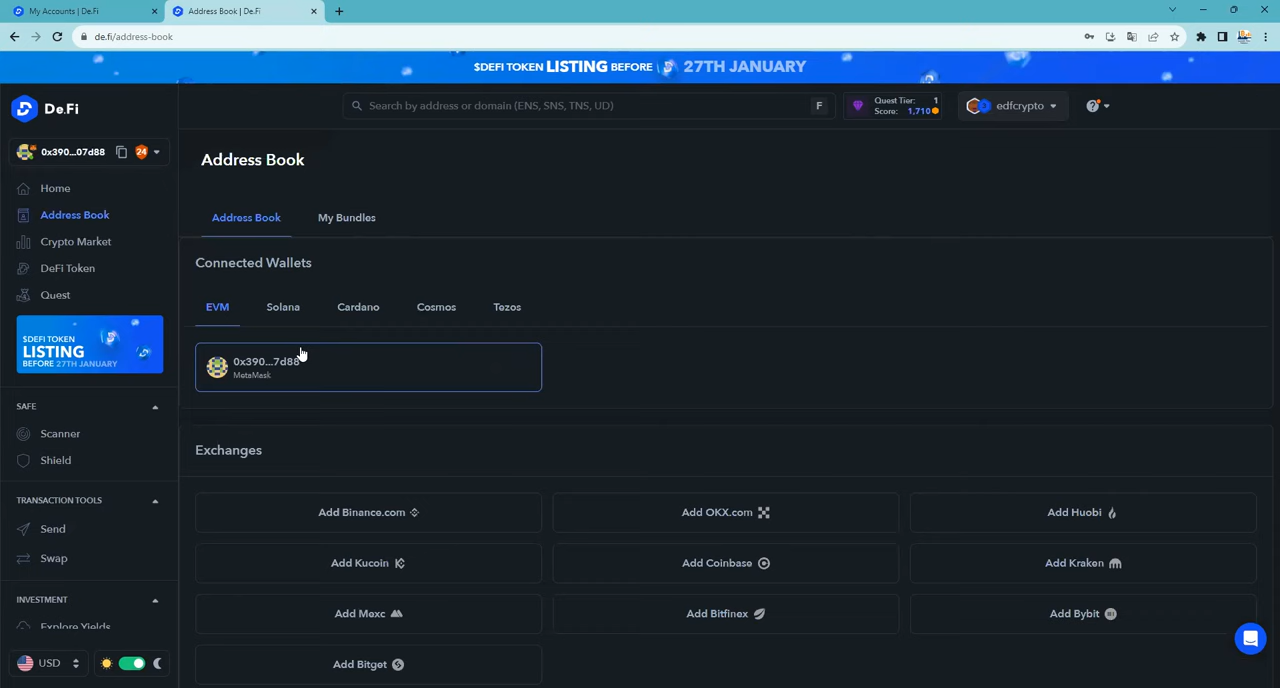 My Accounts | De.Fi
Address Book | De.Fi
de.fi/address-book
$DEFI TOKEN LISTING BEFORE 27TH JANUARY
De.Fi
Search by address or domain (ENS, SNS, TNS, UD)
F
Quest Tier: 1
Score: 1,710
edfcrypto
?
0x390...07d88
24
Home
Address Book
Crypto Market
DeFi Token
Quest
$DEFI TOKEN
LISTING
BEFORE 27TH JANUARY
SAFE
Scanner
Shield
TRANSACTION TOOLS
Send
Swap
INVESTMENT
Explore Yields
USD
Address Book
Address Book
My Bundles
Connected Wallets
EVM
Solana
Cardano
Cosmos
Tezos
0x390...7d88
MetaMask
Exchanges
Add Binance.com
Add OKX.com
Add Huobi
Add Kucoin
Add Coinbase
Add Kraken
Add Mexc
Add Bitfinex
Add Bybit
Add Bitget